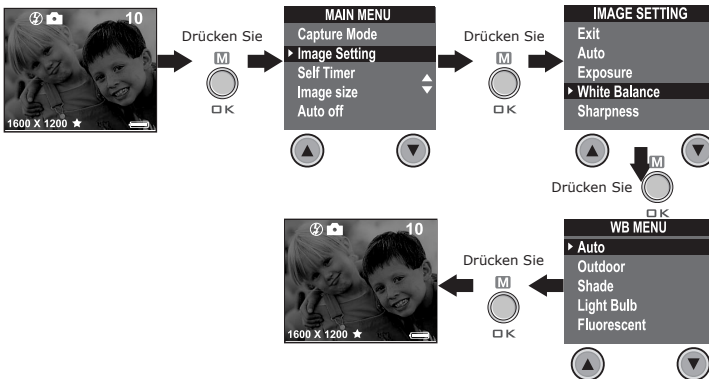 10
1600 X 1200 ★
Drücken Sie
M
OK
MAIN MENU
Capture Mode
Image Setting
Self Timer
Image size
Auto off
Drücken Sie
M
OK
IMAGE SETTING
Exit
Auto
Exposure
White Balance
Sharpness
M
Drücken Sie
OK
WB MENU
Auto
Outdoor
Shade
Light Bulb
Fluorescent
Drücken Sie
M
OK
10
1600 X 1200 ★